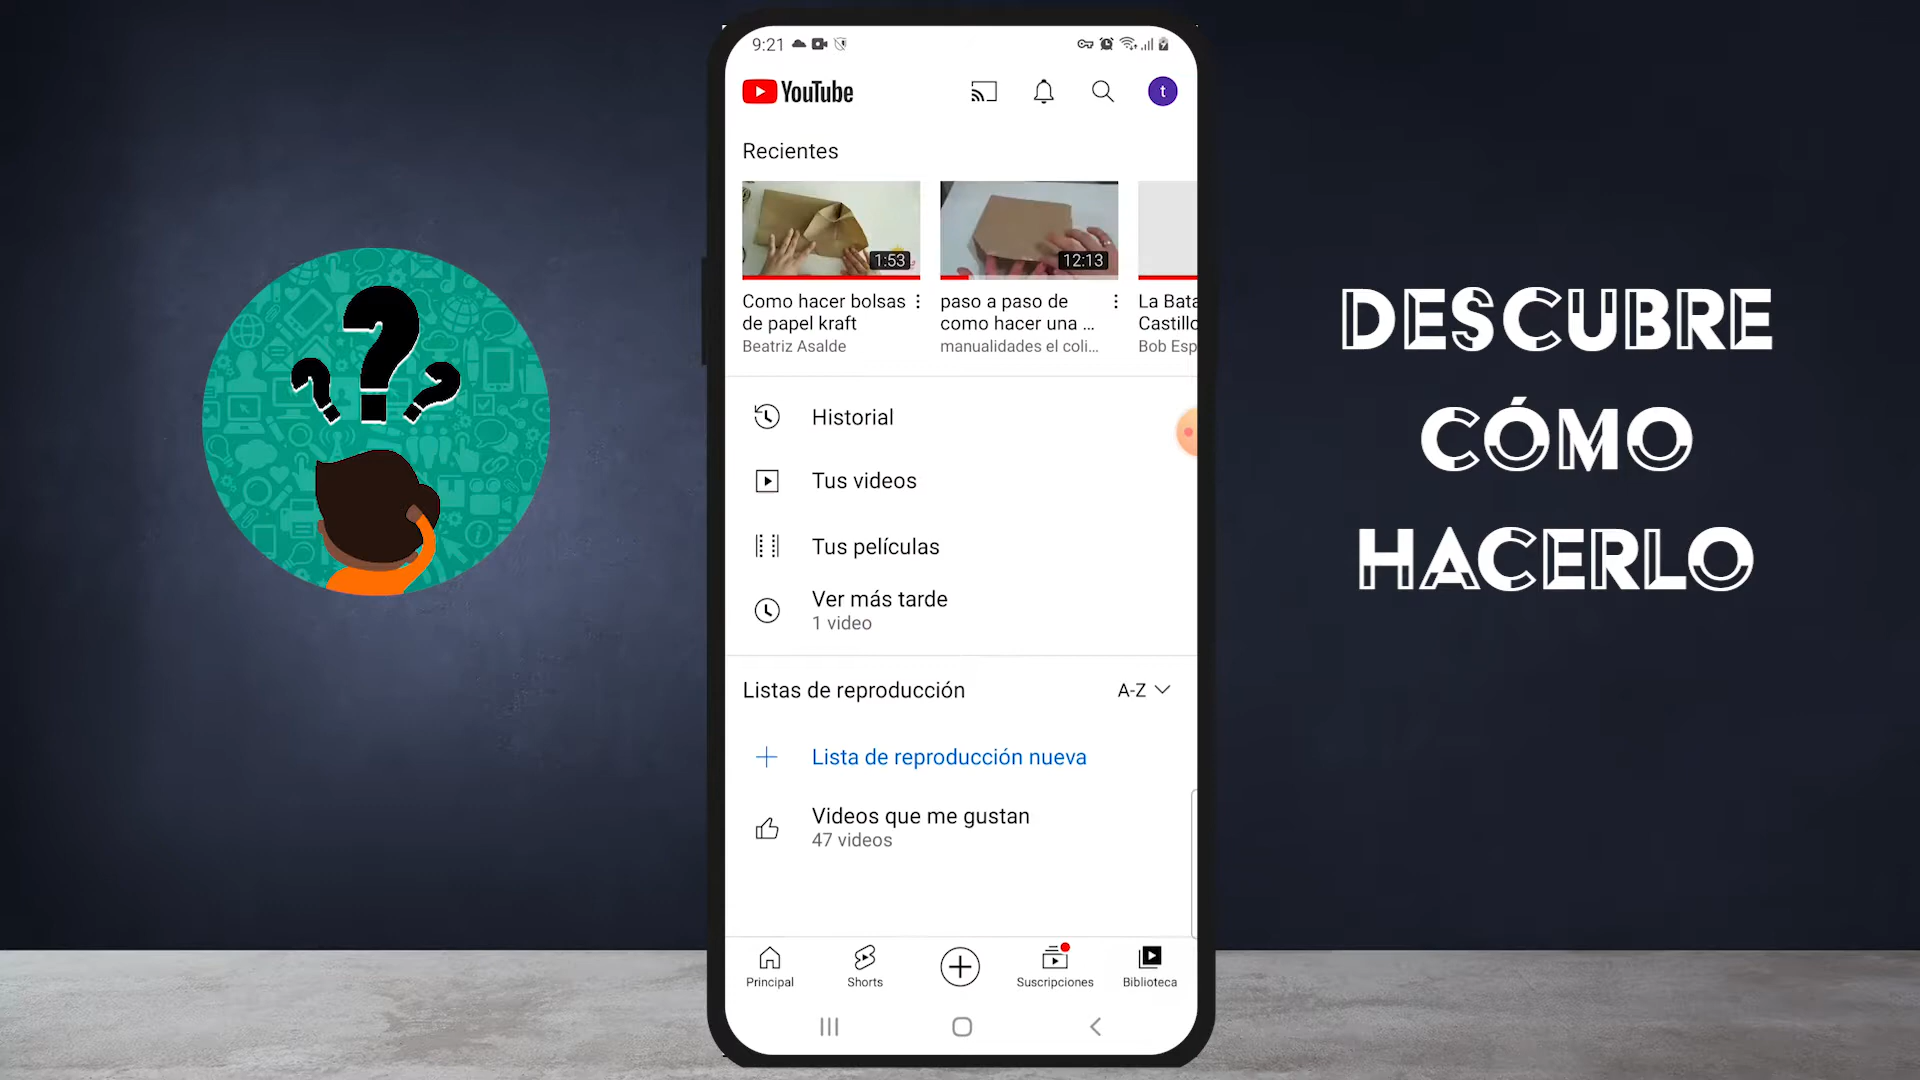 9:21
YouTube
t
Recientes
1:53
12:13
Como hacer bolsas
de papel kraft
Beatriz Asalde
paso a paso de
como hacer una ...
manualidades el coli...
La Bata
Castillo
Bob Esp
Historial
Tus videos
Tus películas
Ver más tarde
1 video
Listas de reproducción
A-Z
Lista de reproducción nueva
Videos que me gustan
47 videos
Principal
Shorts
Suscripciones
Biblioteca
DESCUBRE
CÓMO
HACERLO